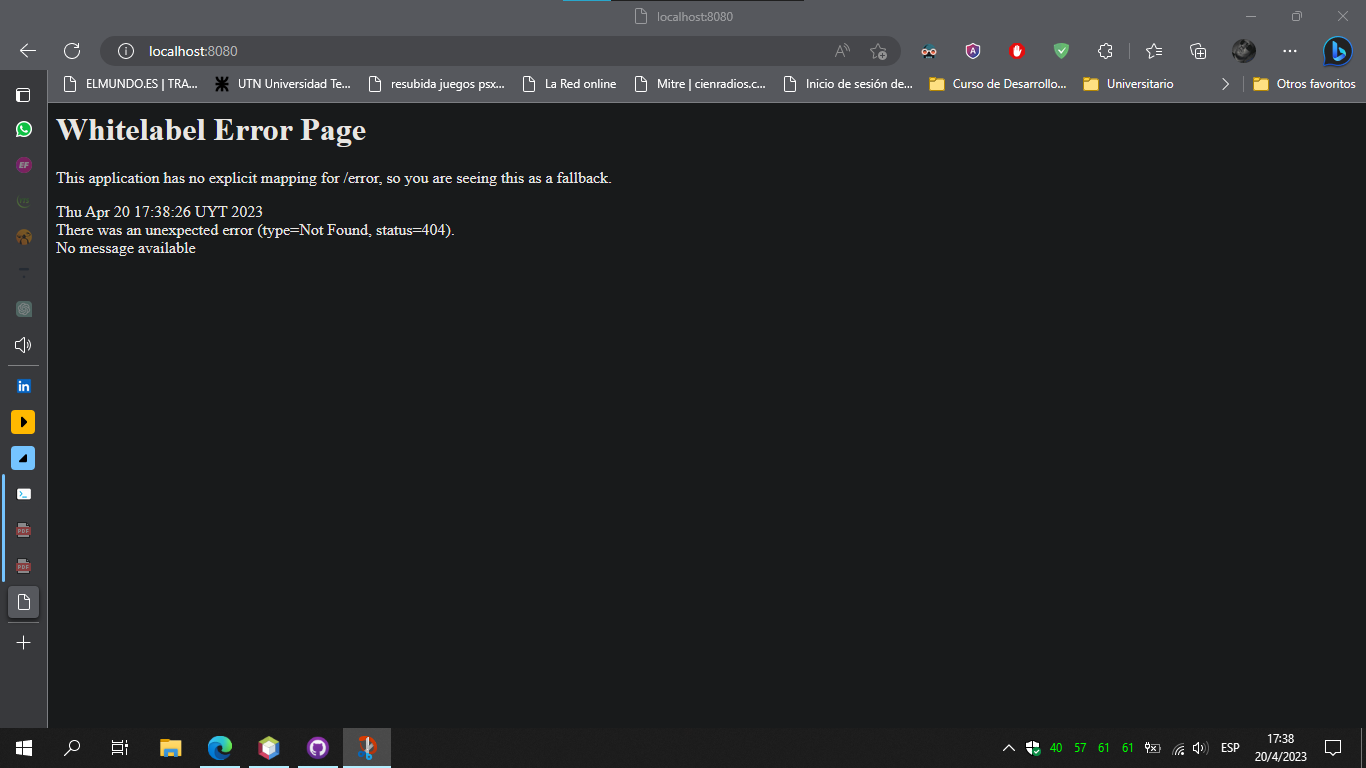 localhost:8080
localhost:8080
ELMUNDO.ES | TRA...
UTN Universidad Te...
resubida juegos psx...
La Red online
Mitre | cienradios.c...
Inicio de sesión de...
Curso de Desarrollo...
Universitario
Otros favoritos
EF
in
PDF
PDF
Whitelabel Error Page
This application has no explicit mapping for /error, so you are seeing this as a fallback.
Thu Apr 20 17:38:26 UYT 2023
There was an unexpected error (type=Not Found, status=404).
No message available
40 57 61 61
ESP
17:38
20/4/2023